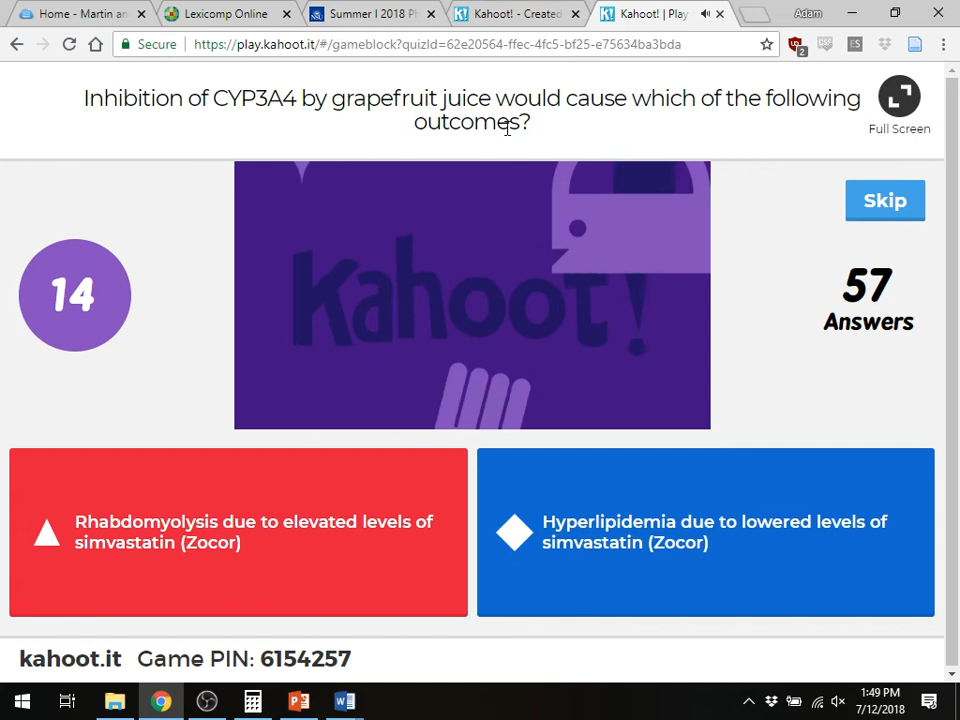 Home - Martin an
Lexicomp Online
Summer I 2018 Ph
Kahoot! - Created
Kahoot! | Play
Adam
Secure
https://play.kahoot.it/#/gameblock?quizId=62e20564-ffec-4fc5-bf25-e75634ba3bda
2
CSS
ES
Inhibition of CYP3A4 by grapefruit juice would cause which of the following
outcomes?
Full Screen
Skip
14
Kahoot!
57
Answers
Rhabdomyolysis due to elevated levels of
simvastatin (Zocor)
Hyperlipidemia due to lowered levels of
simvastatin (Zocor)
kahoot.it Game PIN: 6154257
1:49 PM
7/12/2018